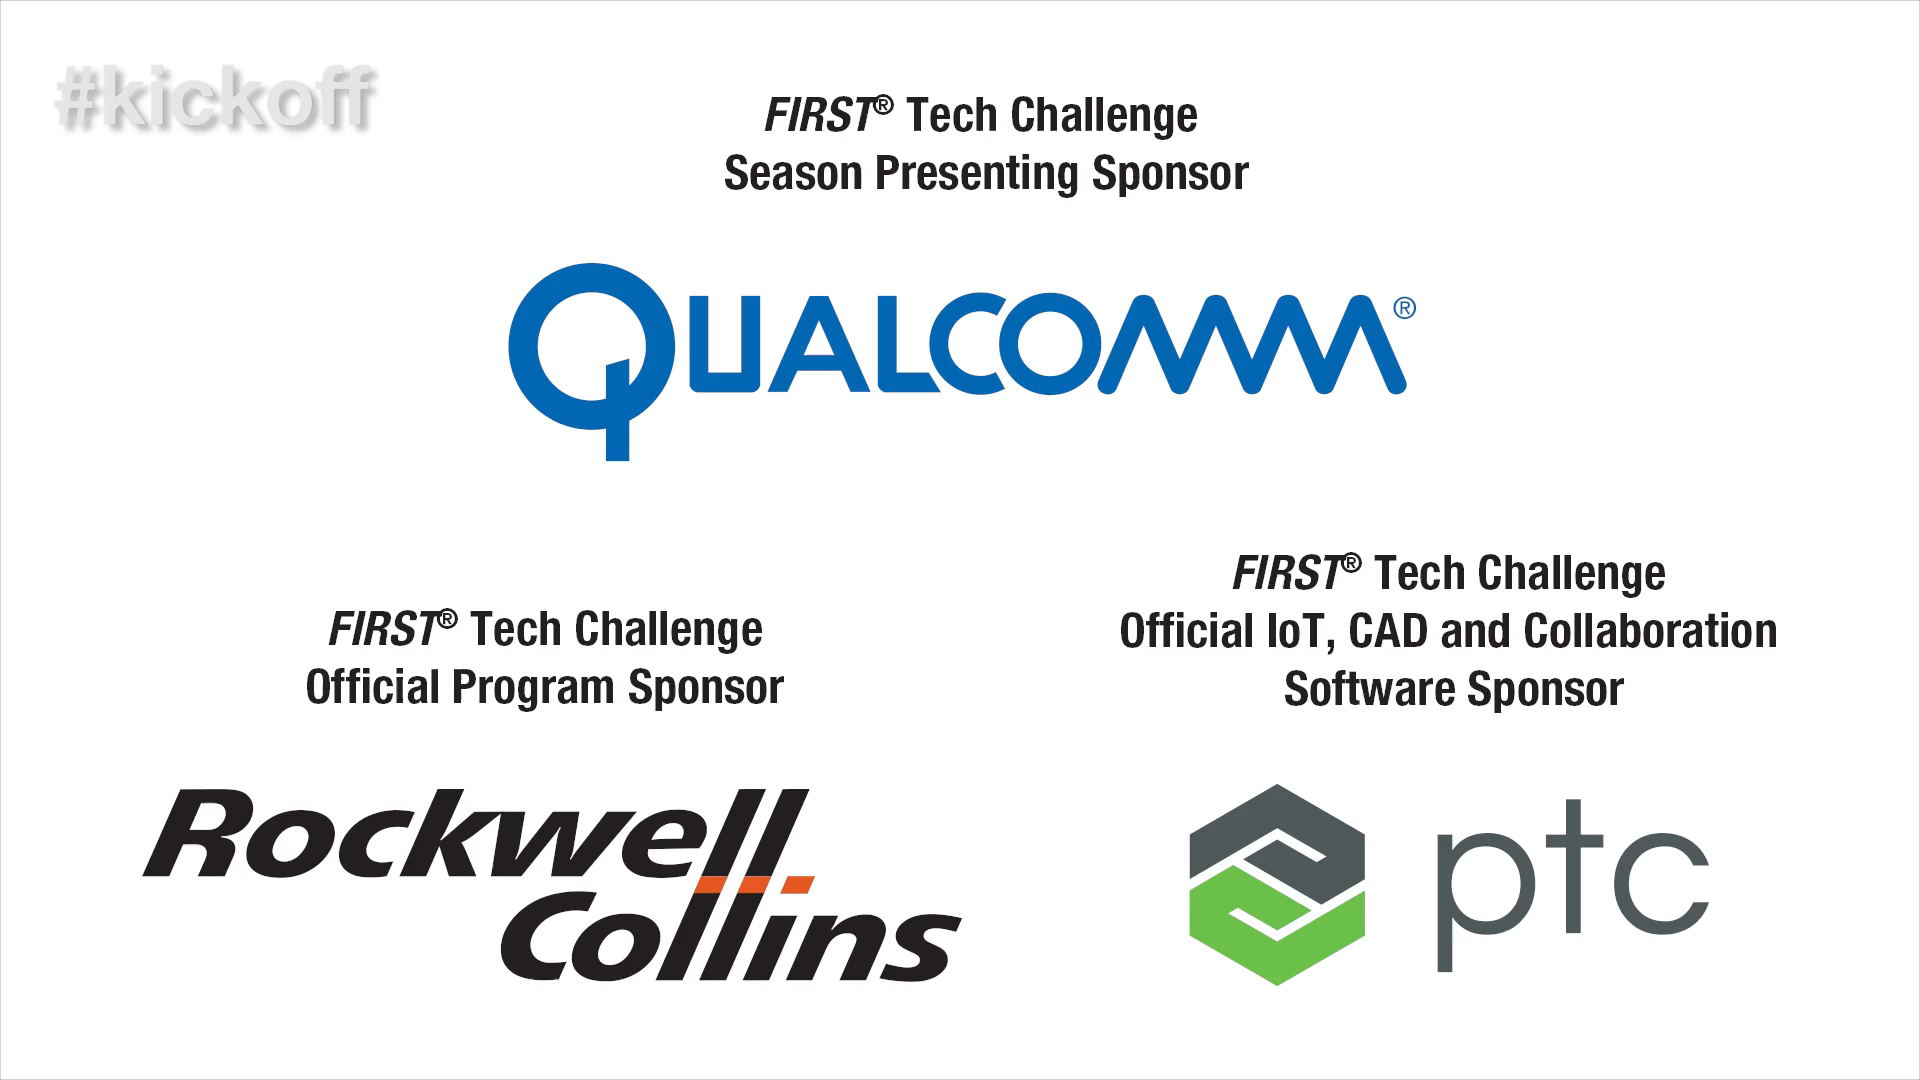 #kickoff
FIRST® Tech Challenge
Season Presenting Sponsor
QUALCOMM®
FIRST® Tech Challenge
Official Program Sponsor
Rockwell
Collins
FIRST® Tech Challenge
Official IoT, CAD and Collaboration
Software Sponsor
ptc